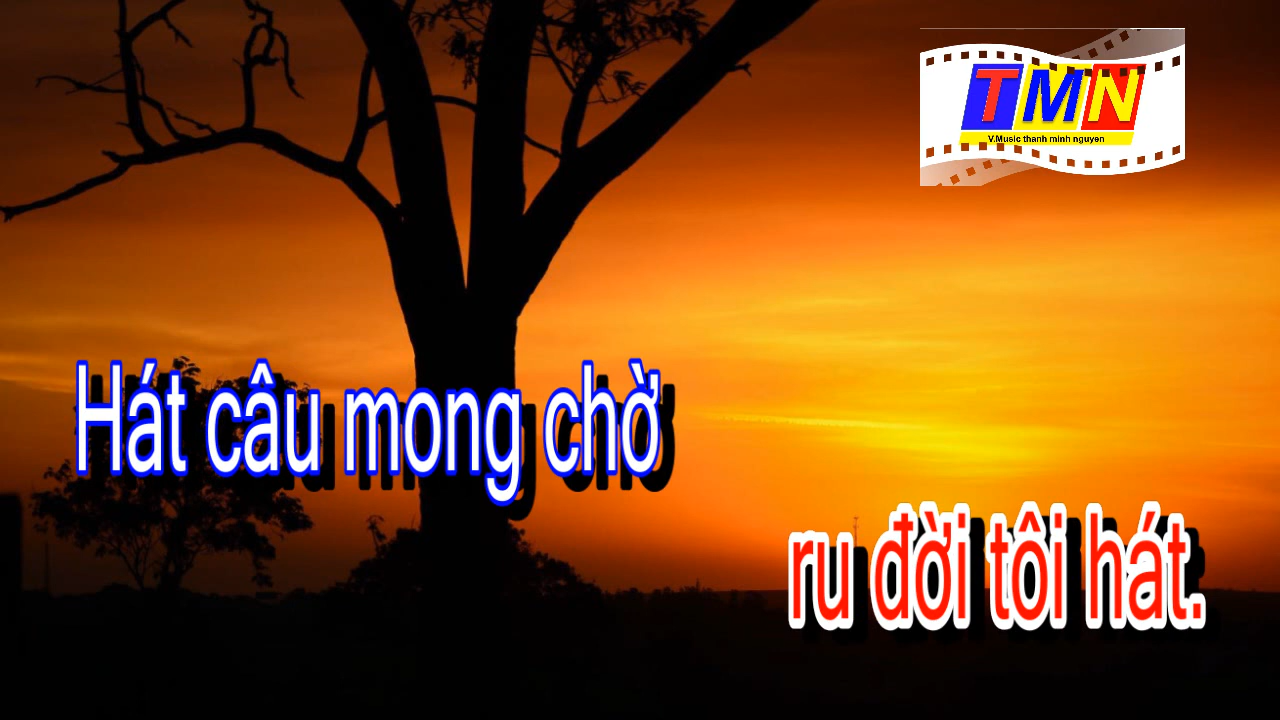 TMN
V.Music thanh minh nguyen
Hát câu mong chờ
ru đời tôi hát.